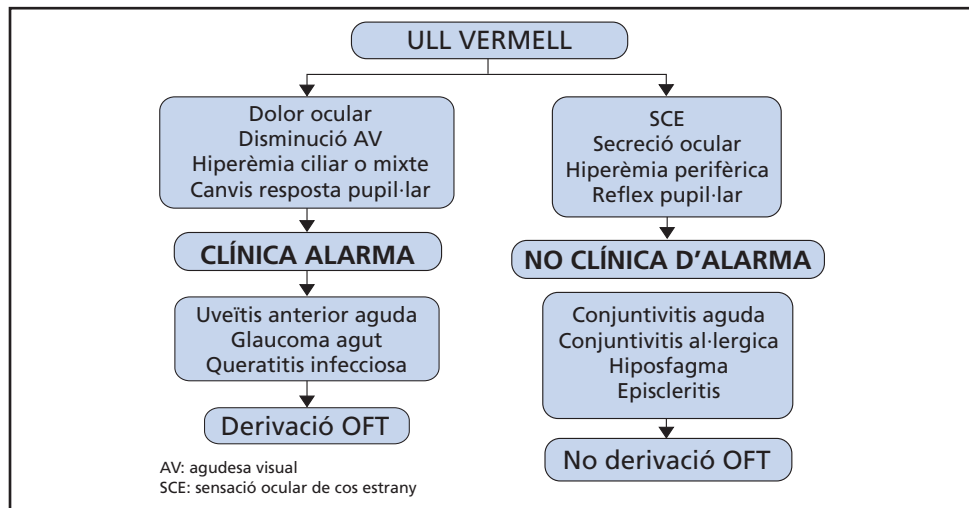 ULL VERMELL
Dolor ocular
Disminució AV
Hiperèmia ciliar o mixte
Canvis resposta pupil·lar
CLÍNICA ALARMA
Uveïtis anterior aguda
Glaucoma agut
Queratitis infecciosa
Derivació OFT
SCE
Secreció ocular
Hiperèmia perifèrica
Reflex pupil·lar
NO CLÍNICA D’ALARMA
Conjuntivitis aguda
Conjuntivitis al·lergica
Hiposfagma
Episcleritis
No derivació OFT
AV: agudesa visual
SCE: sensació ocular de cos estrany